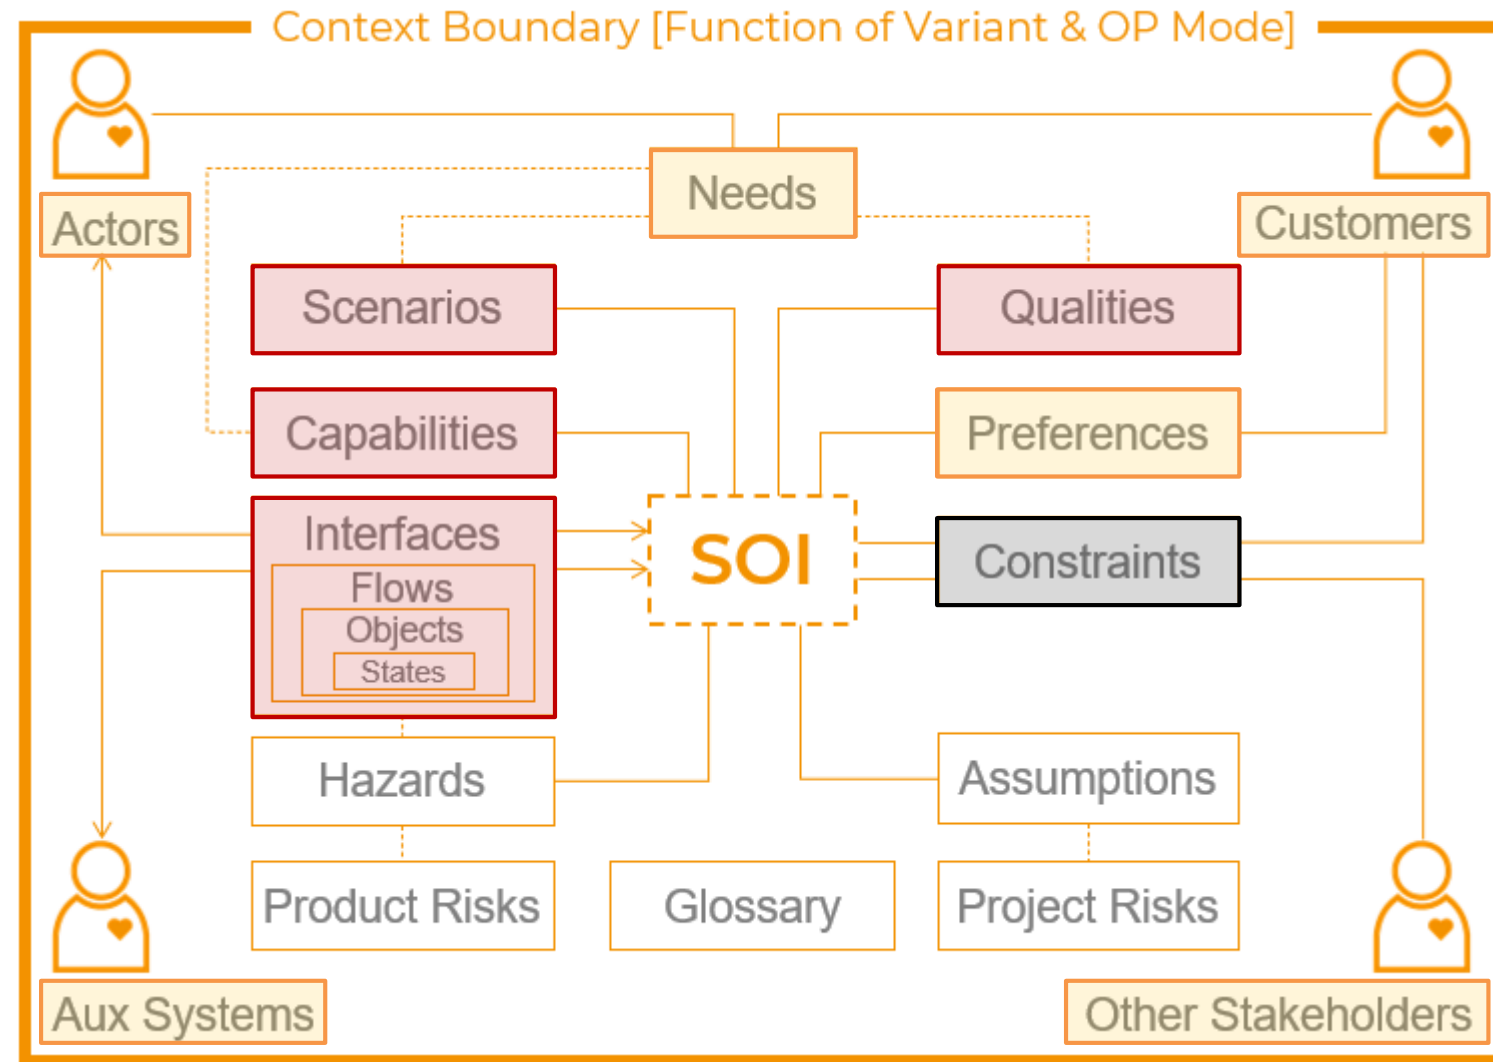 Context Boundary [Function of Variant & OP Mode]
Needs
Actors
Customers
Scenarios
Qualities
Capabilities
Preferences
Interfaces
Flows
Objects
States
SOI
Constraints
Hazards
Assumptions
Product Risks
Glossary
Project Risks
Aux Systems
Other Stakeholders